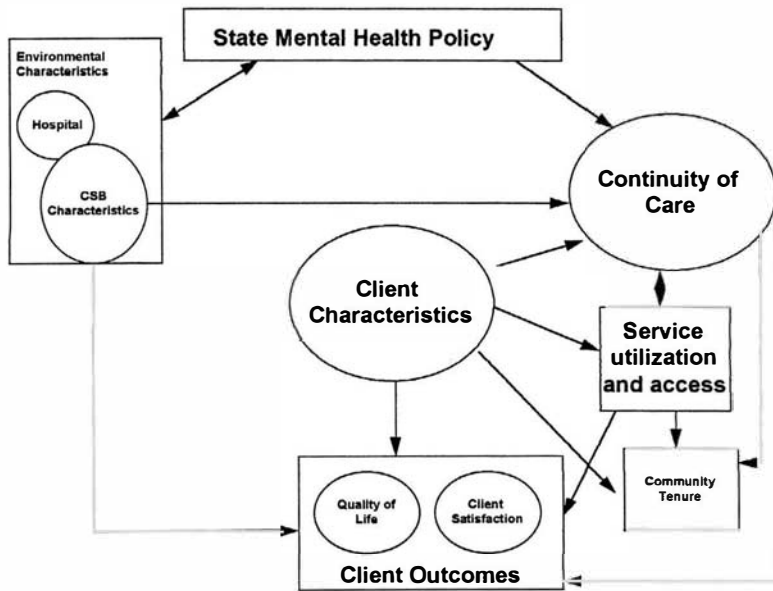 State Mental Health Policy
Environmental
Characteristics
Hospital
CSB
Characteristics
Continuity of
Care
Client
Characteristics
Service
utilization
and access
Community
Tenure
Quality of
Life
Client
Satisfaction
Client Outcomes